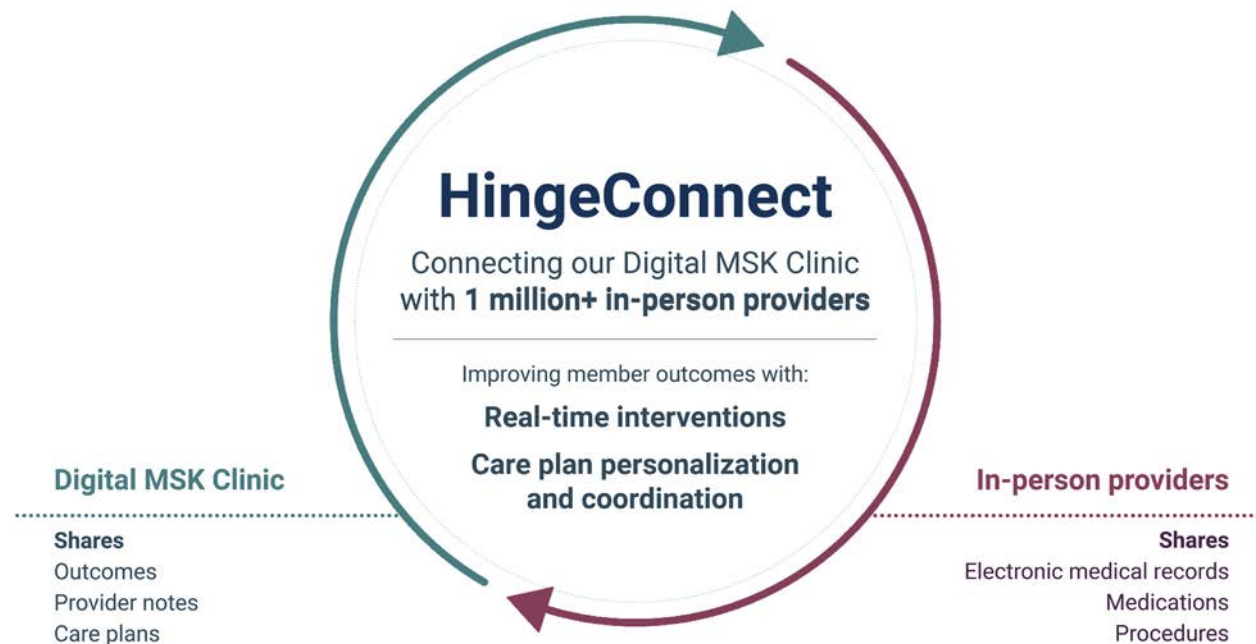 HingeConnect
Connecting our Digital MSK Clinic
with 1 million+ in-person providers
Improving member outcomes with:
Real-time interventions
Care plan personalization
and coordination
Digital MSK Clinic
Shares
Outcomes
Provider notes
Care plans
In-person providers
Shares
Electronic medical records
Medications
Procedures